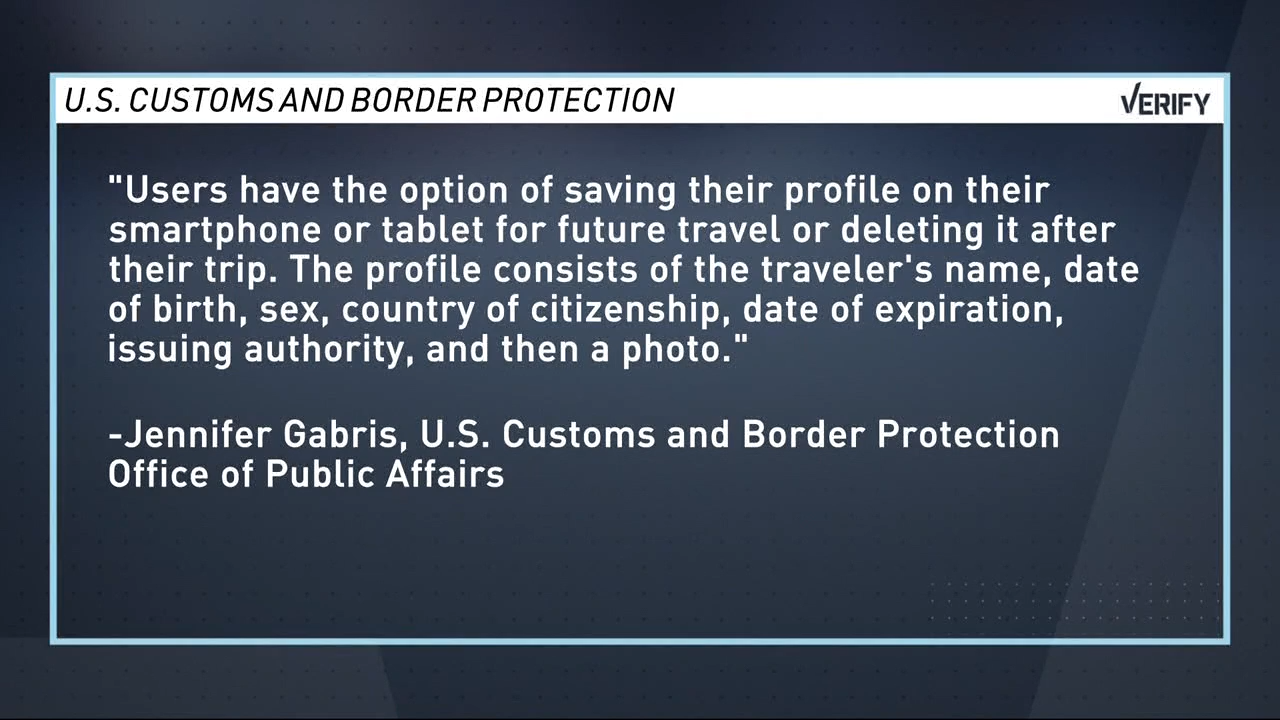 U.S. CUSTOMS AND BORDER PROTECTION
VERIFY
"Users have the option of saving their profile on their
smartphone or tablet for future travel or deleting it after
their trip. The profile consists of the traveler's name, date
of birth, sex, country of citizenship, date of expiration,
issuing authority, and then a photo."
-Jennifer Gabris, U.S. Customs and Border Protection
Office of Public Affairs